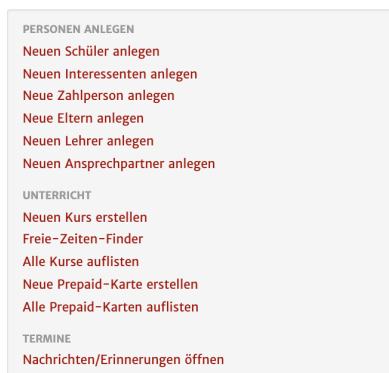 PERSONEN ANLEGEN
Neuen Schüler anlegen
Neuen Interessenten anlegen
Neue Zahlperson anlegen
Neue Eltern anlegen
Neuen Lehrer anlegen
Neuen Ansprechpartner anlegen
UNTERRICHT
Neuen Kurs erstellen
Freie-Zeiten-Finder
Alle Kurse auflisten
Neue Prepaid-Karte erstellen
Alle Prepaid-Karten auflisten
TERMINE
Nachrichten/Erinnerungen öffnen